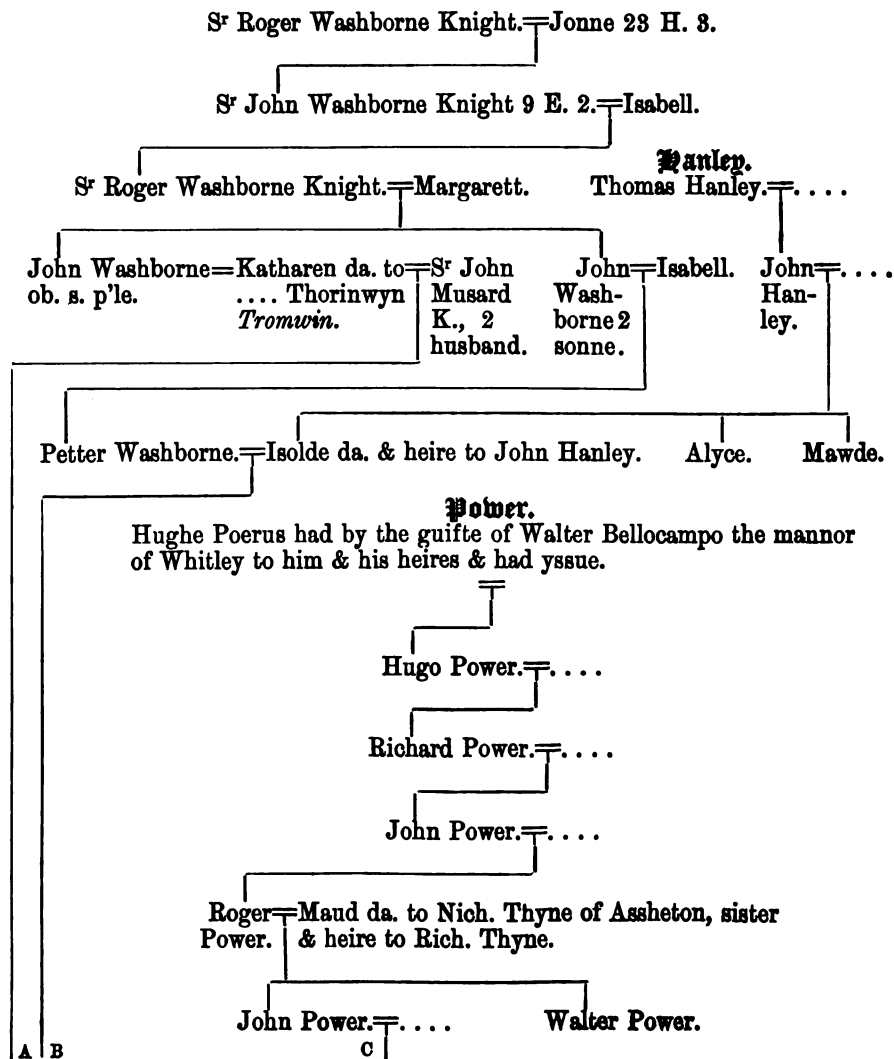 Sr Roger Washborne Knight.=Jonne 23 H. 3.
Sr John Washborne Knight 9 E. 2.=Isabell.
Hanley.
Sr Roger Washborne Knight.=Margarett.
Thomas Hanley.=. . . .
John Washborne=Katharen da. to=Sr John
ob. s. p'le.
. . . . Thorinwyn
Tromwin.
Musard
K., 2
husband.
John=Isabell.
Wash-
borne 2
sonne.
John=. . . .
Han-
ley.
Petter Washborne.=Isolde da. & heire to John Hanley.
Alyce.
Mawde.
Power.
Hughe Poerus had by the guifte of Walter Bellocampo the mannor
of Whitley to him & his heires & had yssue.
=
Hugo Power.=. . . .
Richard Power.=. . . .
John Power.=. . . .
Roger=Maud da. to Nich. Thyne of Assheton, sister
Power. & heire to Rich. Thyne.
John Power.=. . . .
Walter Power.
A B C